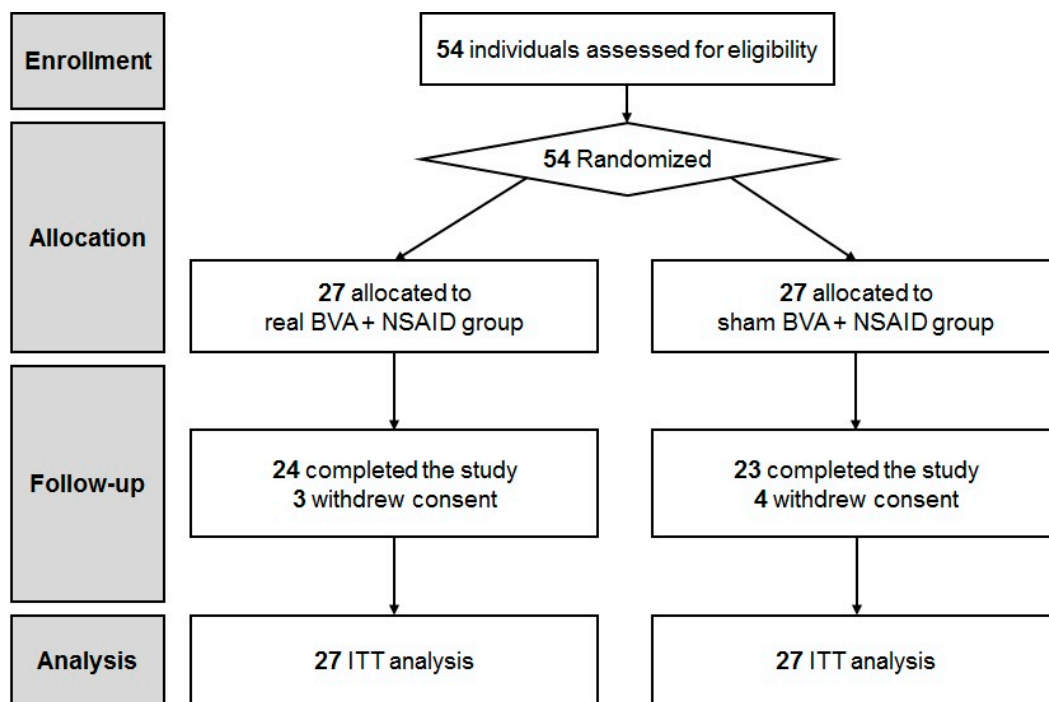 Enrollment
54 individuals assessed for eligibility
Allocation
54 Randomized
27 allocated to
real BVA + NSAID group
27 allocated to
sham BVA + NSAID group
Follow-up
24 completed the study
3 withdrew consent
23 completed the study
4 withdrew consent
Analysis
27 ITT analysis
27 ITT analysis